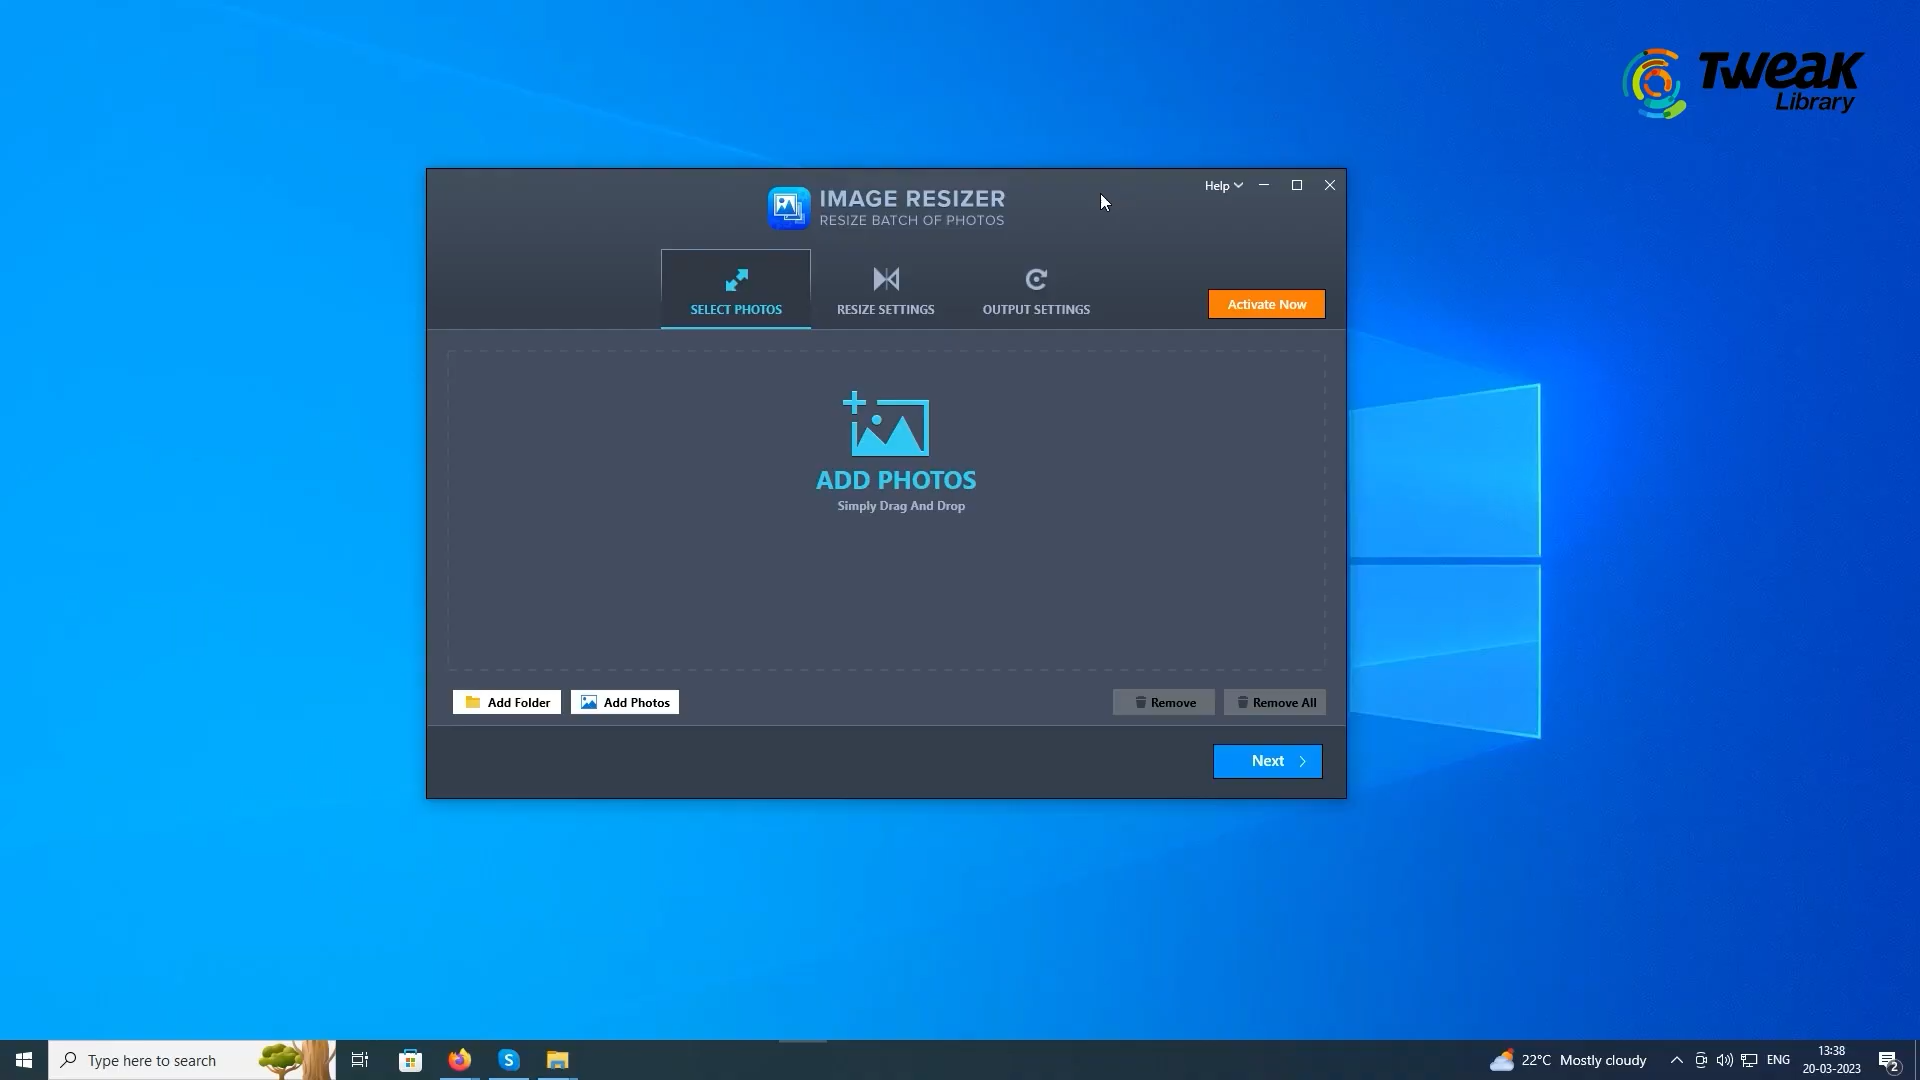 TWEAK
Library
Help
IMAGE RESIZER
RESIZE BATCH OF PHOTOS
SELECT PHOTOS
RESIZE SETTINGS
OUTPUT SETTINGS
Activate Now
ADD PHOTOS
Simply Drag And Drop
Add Folder
Add Photos
Remove
Remove All
Next
Type here to search
S
22°C Mostly cloudy
ENG
13:38
20-03-2023
2